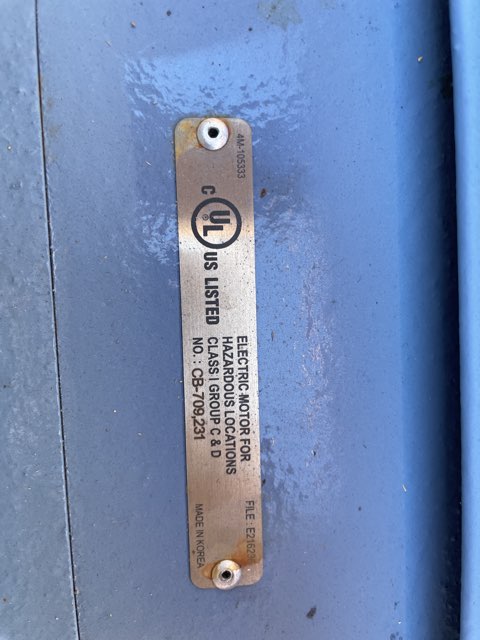 4M-105333
C UL US LISTED
®
ELECTRIC MOTOR FOR
HAZARDOUS LOCATIONS
CLASS I GROUP C & D
NO. : CB-709,231
FILE :
MADE IN KOREA